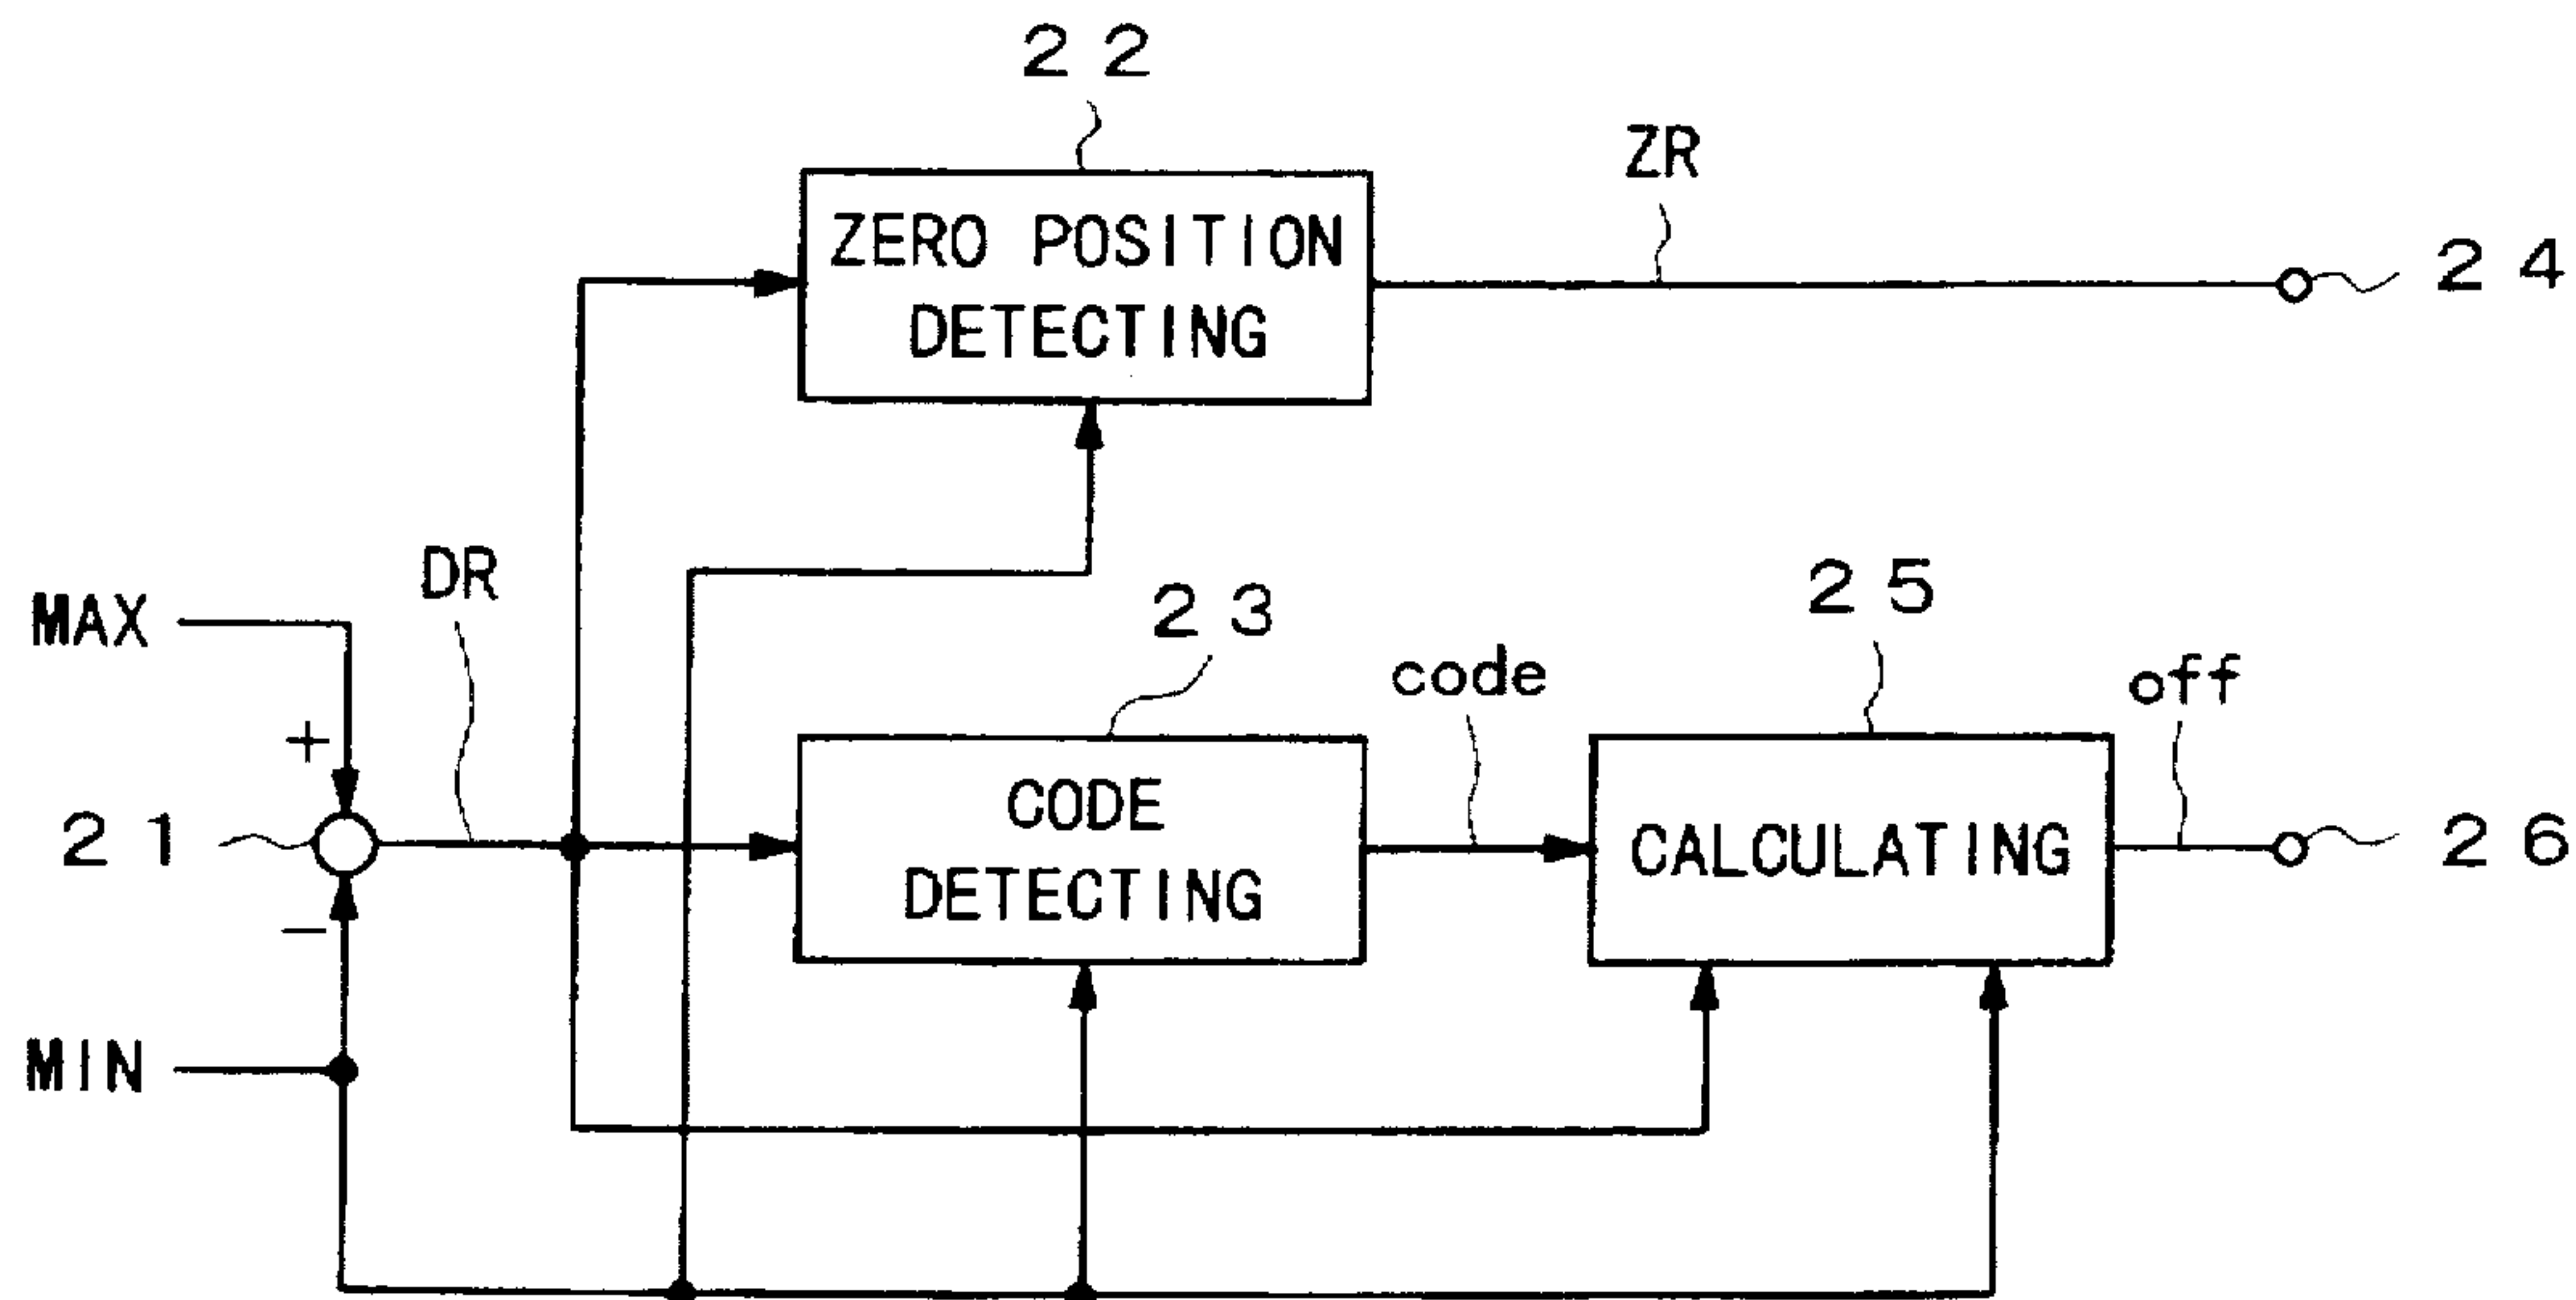 22
ZR
ZERO POSITION
DETECTING
24
DR
MAX
23
25
code
off
+
CODE
DETECTING
21
CALCULATING
26
−
MIN